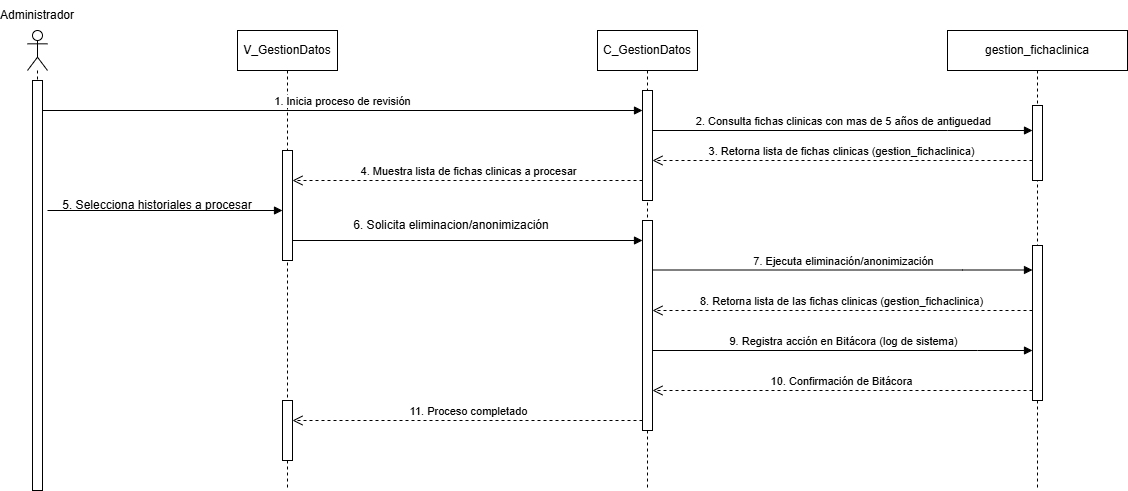 Administrador
V_GestionDatos
C_GestionDatos
gestion_fichaclinica
1. Inicia proceso de revisión
2. Consulta fichas clinicas con mas de 5 años de antiguedad
3. Retorna lista de fichas clinicas (gestion_fichaclinica)
4. Muestra lista de fichas clinicas a procesar
5. Selecciona historiales a procesar
6. Solicita eliminacion/anonimización
7. Ejecuta eliminación/anonimización
8. Retorna lista de las fichas clinicas (gestion_fichaclinica)
9. Registra acción en Bitácora (log de sistema)
10. Confirmación de Bitácora
11. Proceso completado